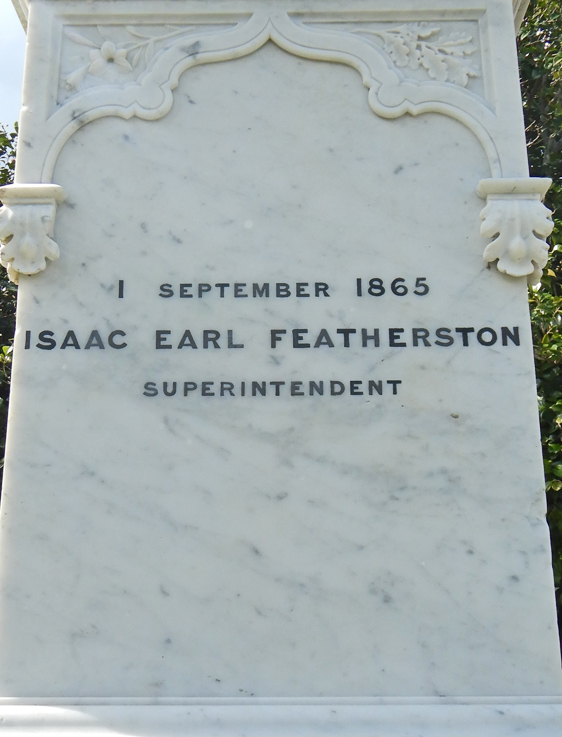 1 SEPTEMBER 1865
ISAAC EARL FEATHERSTON
SUPERINTENDENT